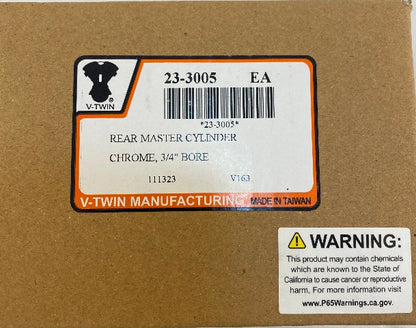 23-3005 EA
V-TWIN
®
*23-3005*
REAR MASTER CYLINDER
CHROME, 3/4" BORE
111323 V163
V-TWIN MANUFACTURING MADE IN TAIWAN
WARNING:
This product may contain chemicals
which are known to the State of
California to cause cancer or reproductive
harm. For more information visit
www.P65Warnings.ca.gov.